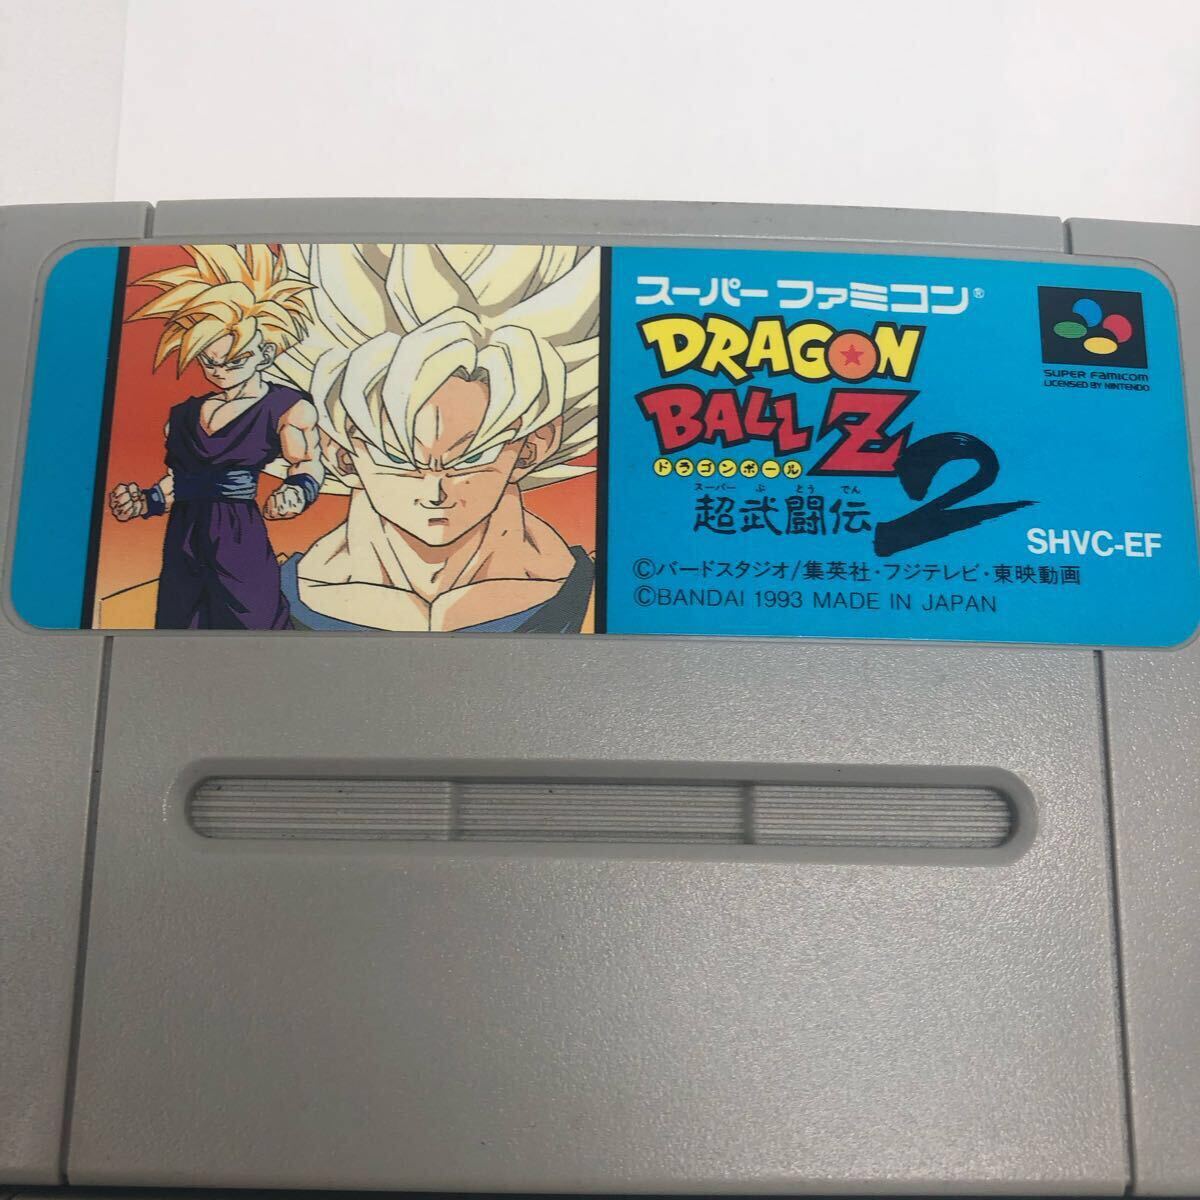 スーパーファミコン®
DRAGON
BALL Z 2
ドラゴンボール
スーパー ぶ とう でん
超武闘伝
SUPER FAMICOM
LICENSED BY NINTENDO
SHVC-EF
©バードスタジオ/集英社・フジテレビ・東映動画
©BANDAI 1993 MADE IN JAPAN